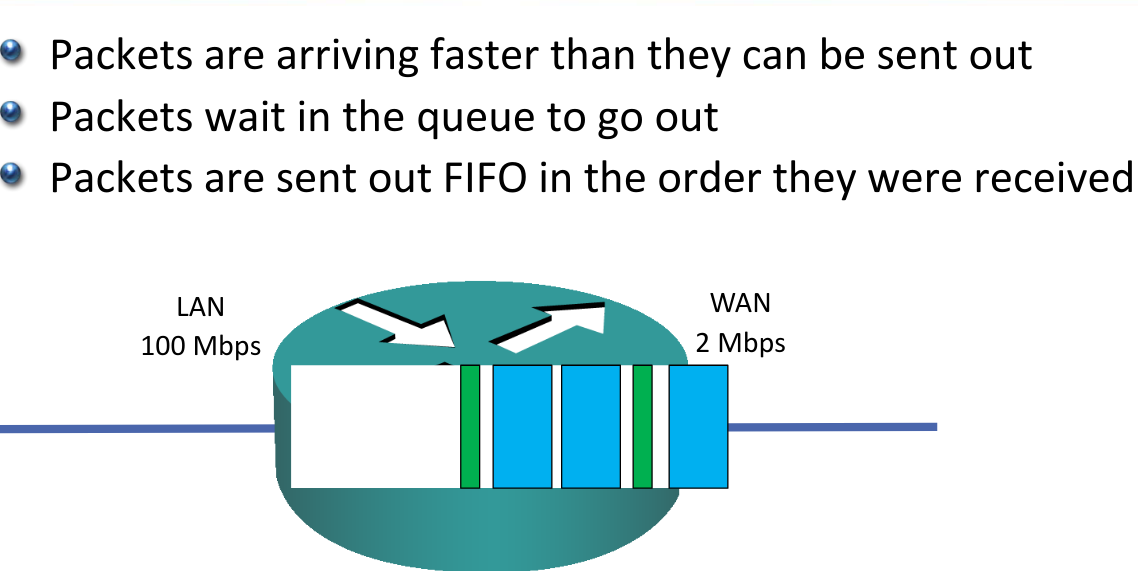 Packets are arriving faster than they can be sent out
Packets wait in the queue to go out
Packets are sent out FIFO in the order they were received
LAN
100 Mbps
WAN
2 Mbps